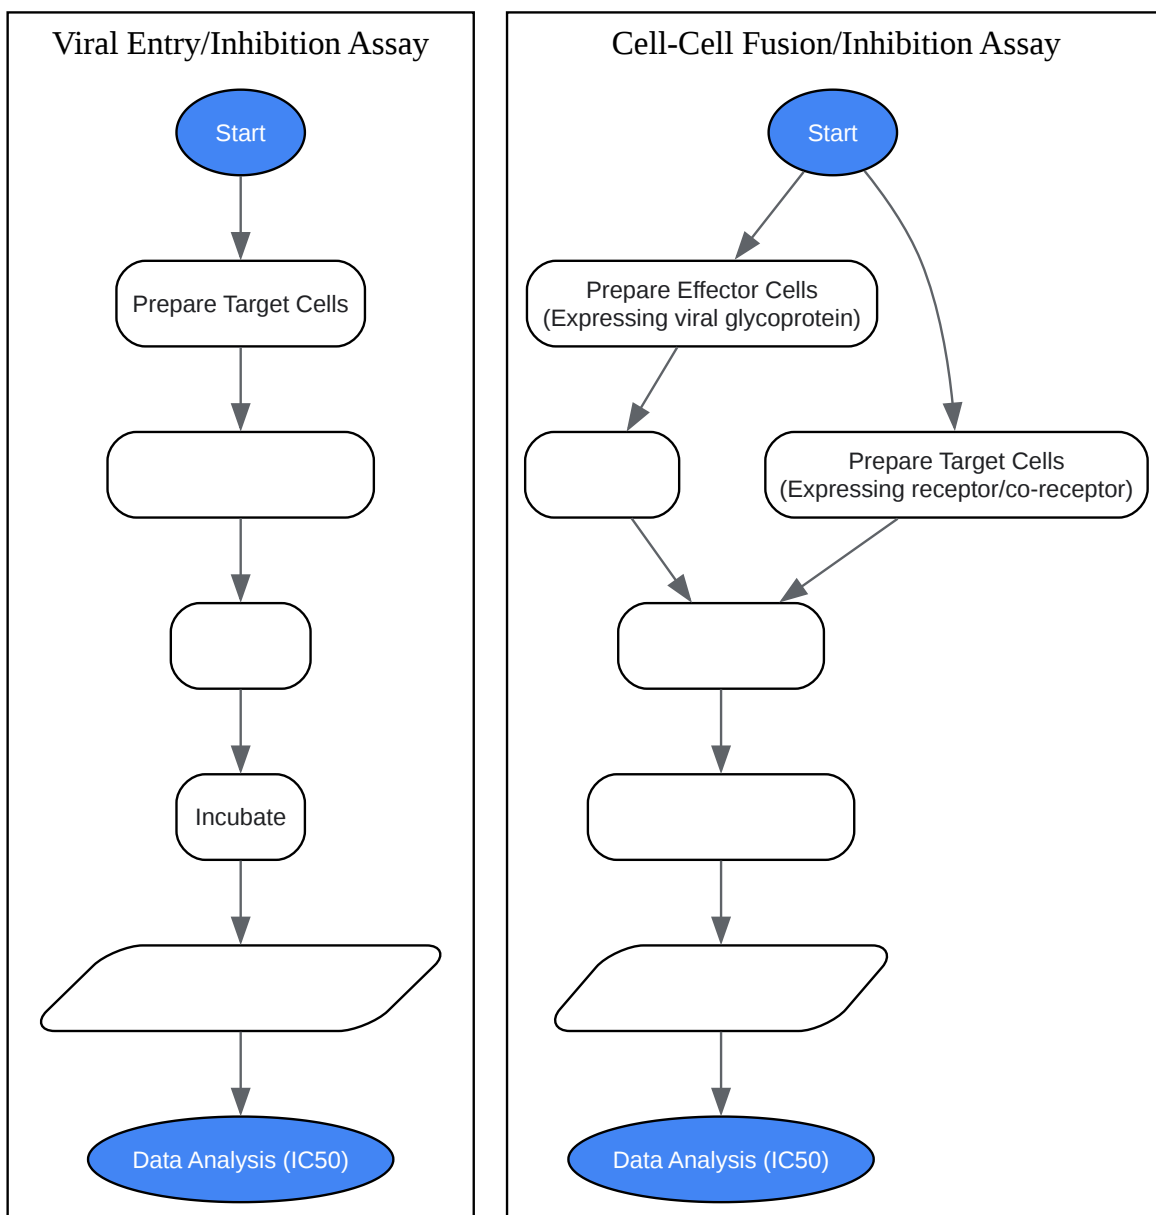 Viral Entry/Inhibition Assay
Start
Prepare Target Cells
Incubate
Data Analysis (IC50)
Cell-Cell Fusion/Inhibition Assay
Start
Prepare Effector Cells
(Expressing viral glycoprotein)
Prepare Target Cells
(Expressing receptor/co-receptor)
Data Analysis (IC50)